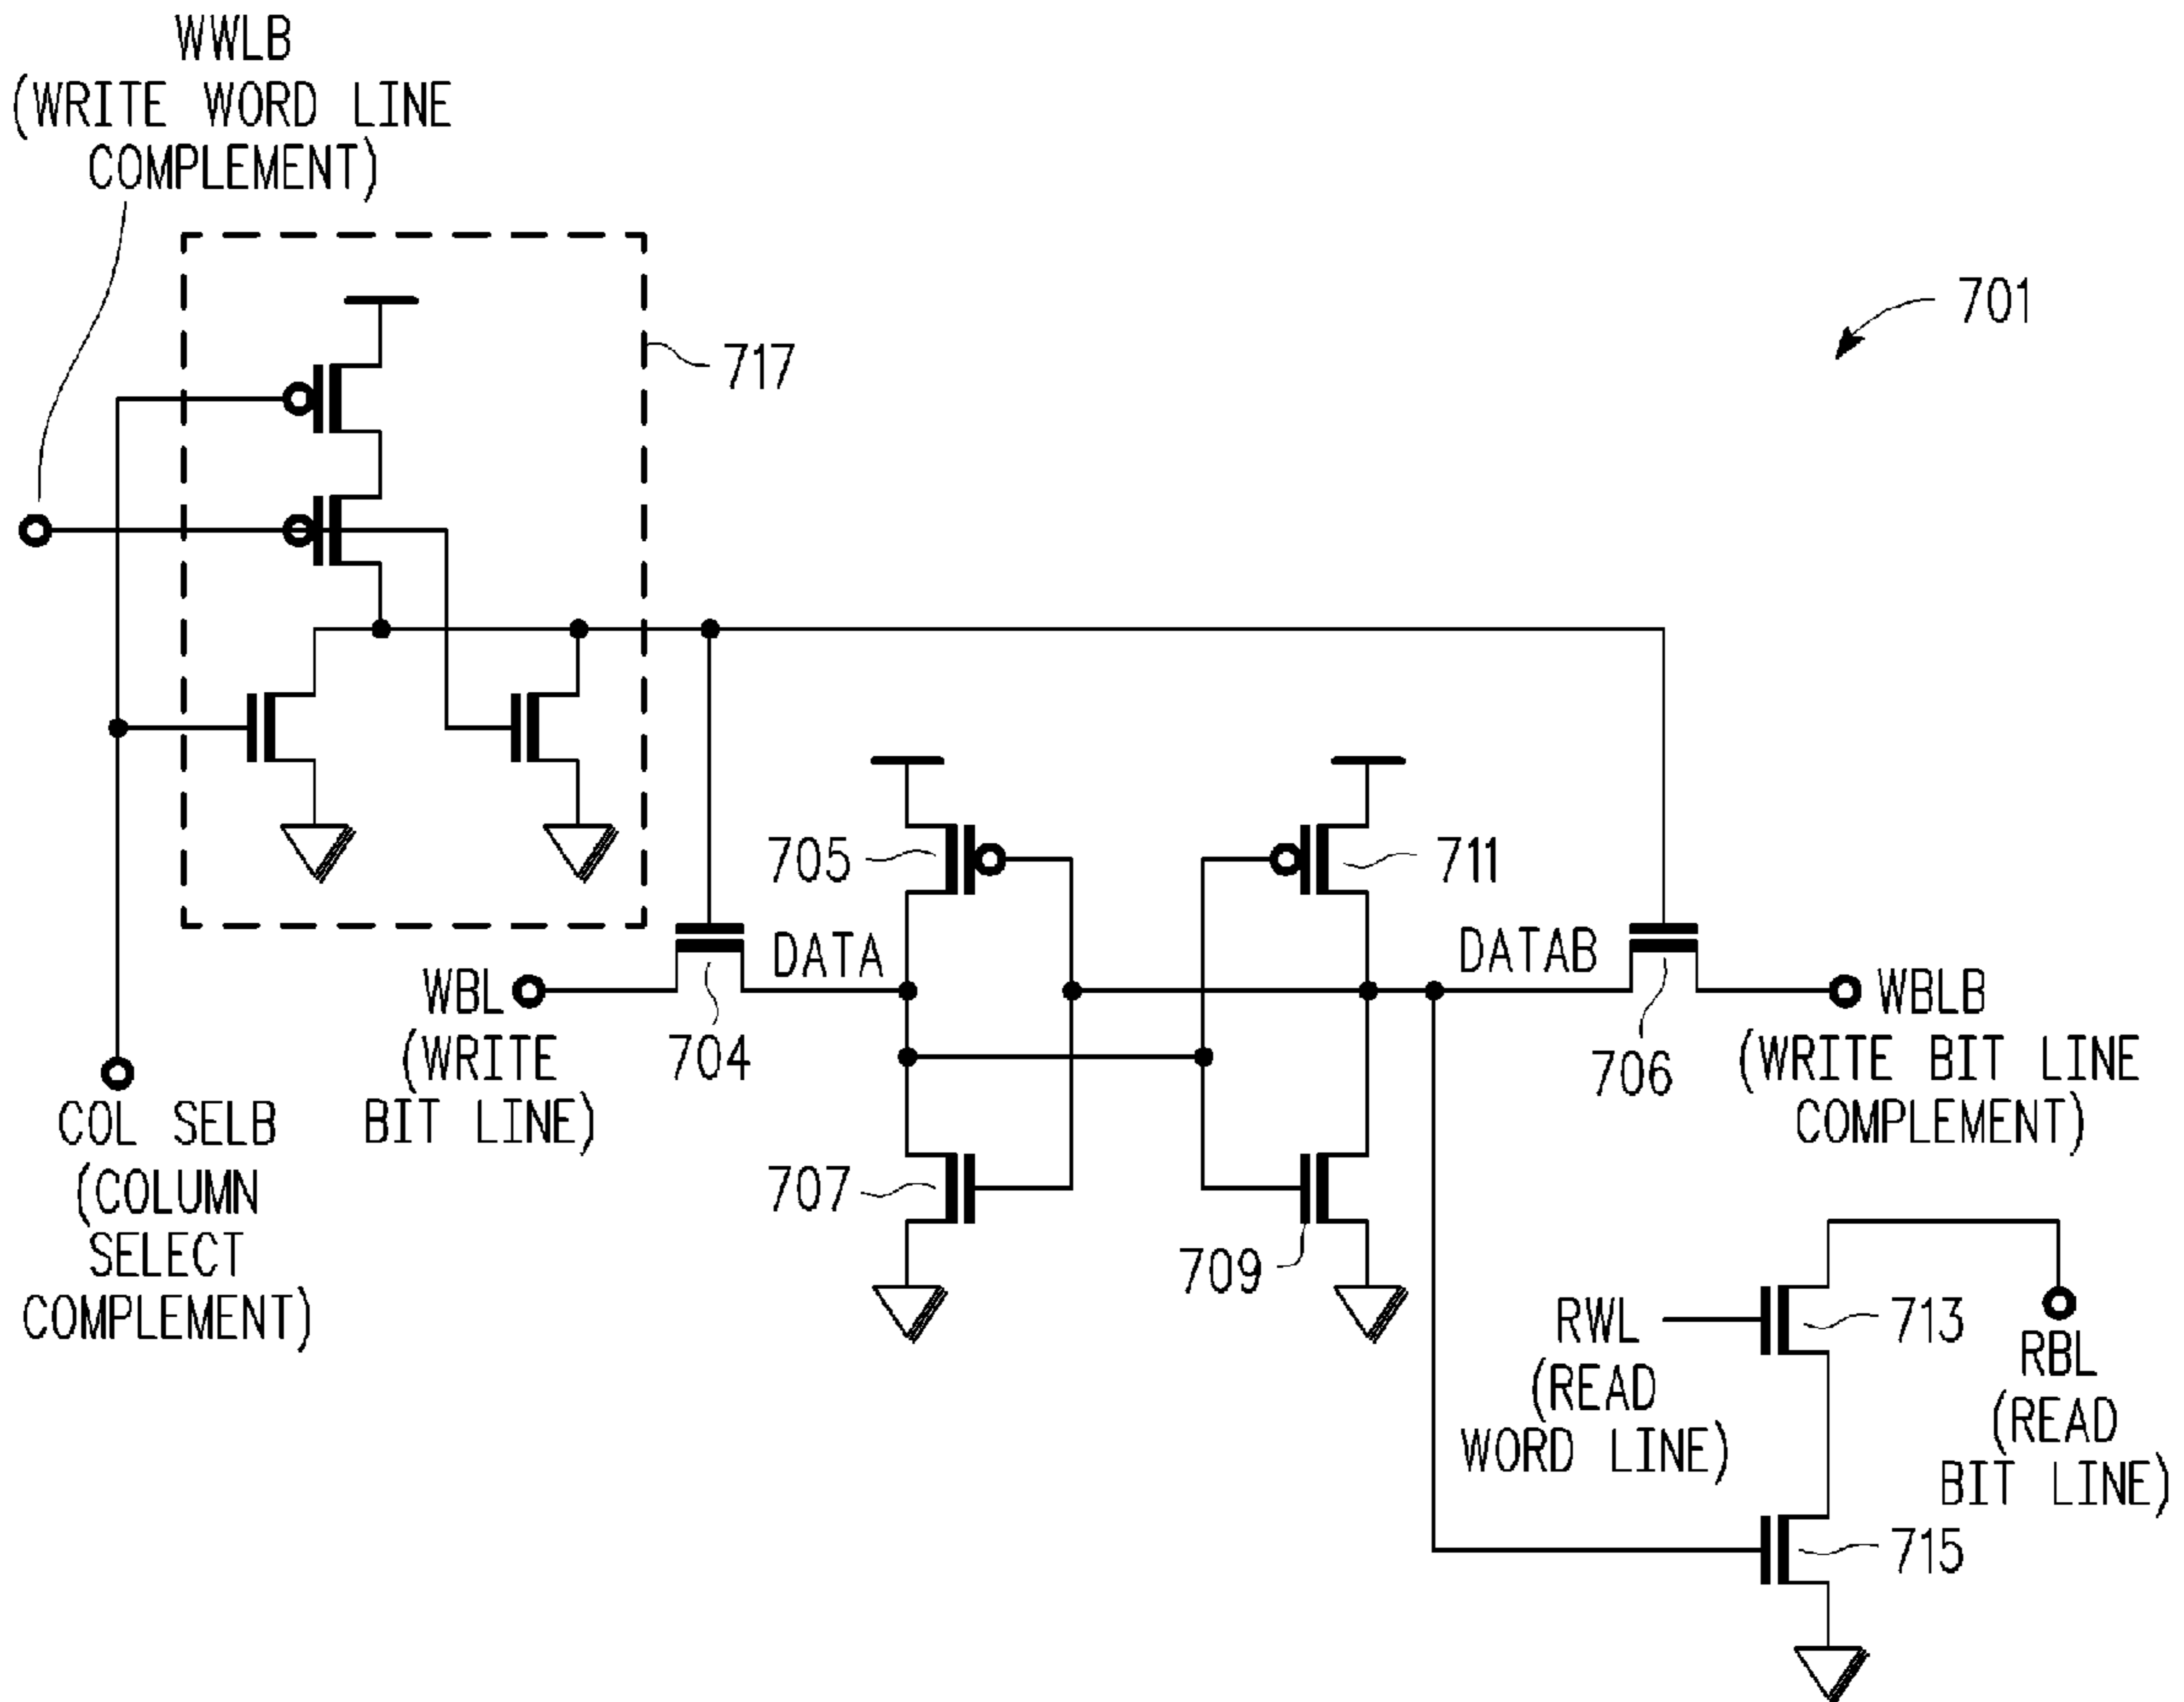 WWLB
(WRITE WORD LINE
COMPLEMENT)
701
717
705
711
DATA
DATAB
WBL
(WRITE
BIT LINE)
704
706
WBLB
(WRITE BIT LINE
COMPLEMENT)
COL SELB
(COLUMN
SELECT
COMPLEMENT)
707
709
RWL
(READ
WORD LINE)
713
RBL
(READ
BIT LINE)
715